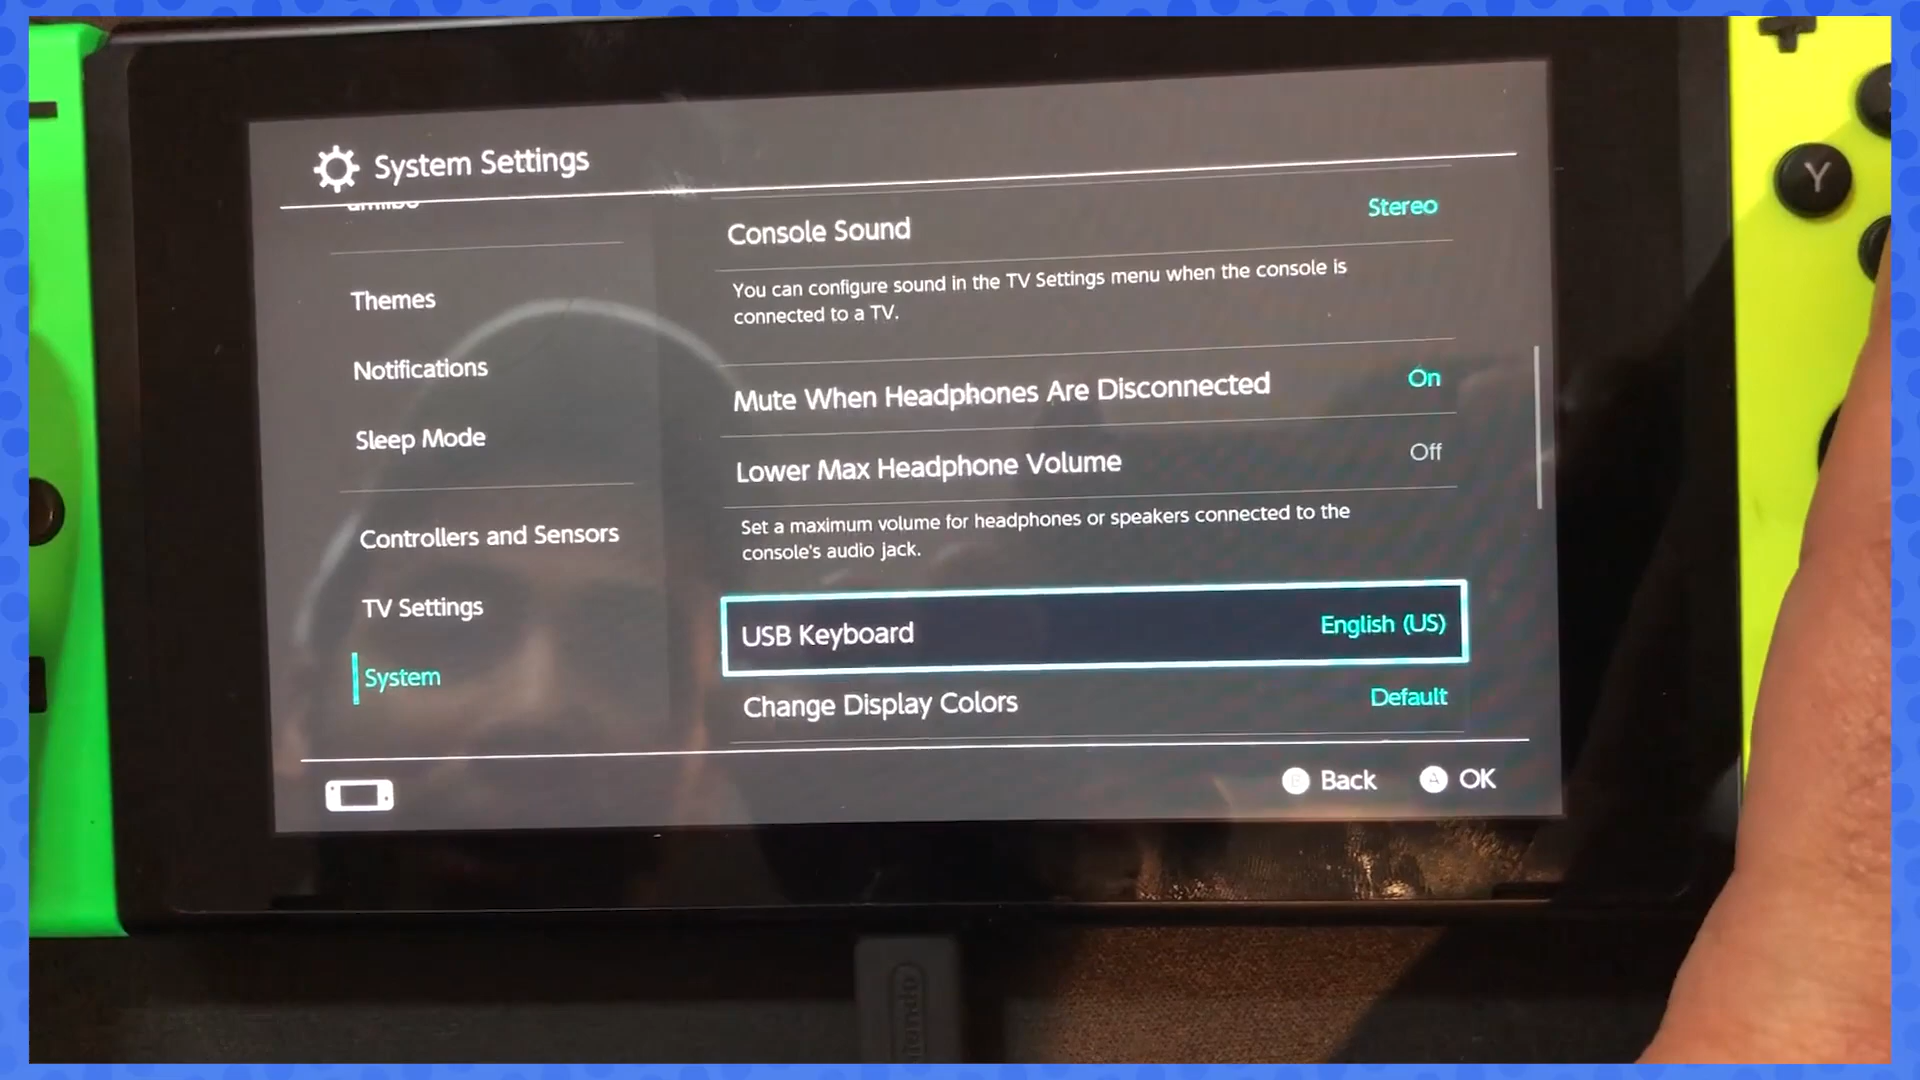 System Settings
amiibo
Themes
Notifications
Sleep Mode
Controllers and Sensors
TV Settings
System
Console Sound
Stereo
You can configure sound in the TV Settings menu when the console is
connected to a TV.
Mute When Headphones Are Disconnected
On
Lower Max Headphone Volume
Off
Set a maximum volume for headphones or speakers connected to the
console's audio jack.
USB Keyboard
English (US)
Change Display Colors
Default
B Back
A OK
Y
Nintendo